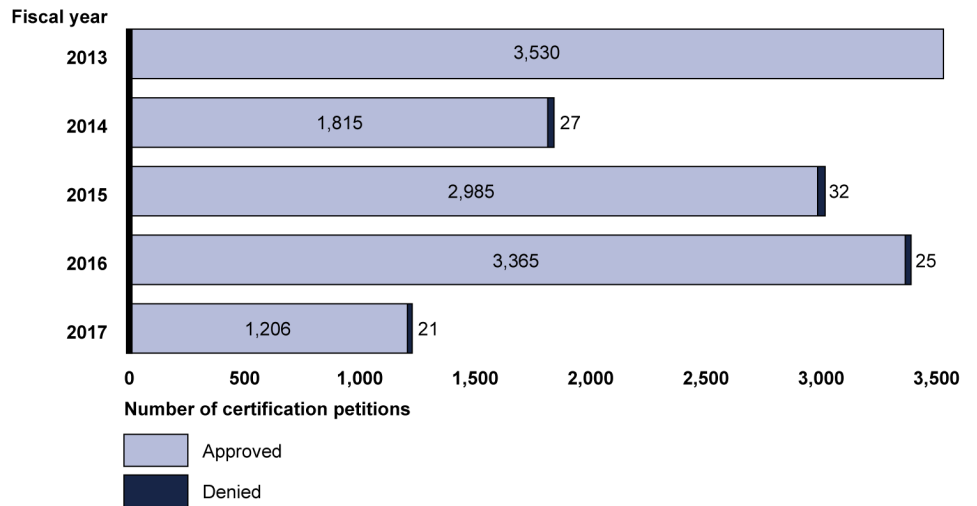 Fiscal year
2013 3,530
2014 1,815 27
2015 2,985 32
2016 3,365 25
2017 1,206 21
0 500 1,000 1,500 2,000 2,500 3,000 3,500
Number of certification petitions
Approved
Denied